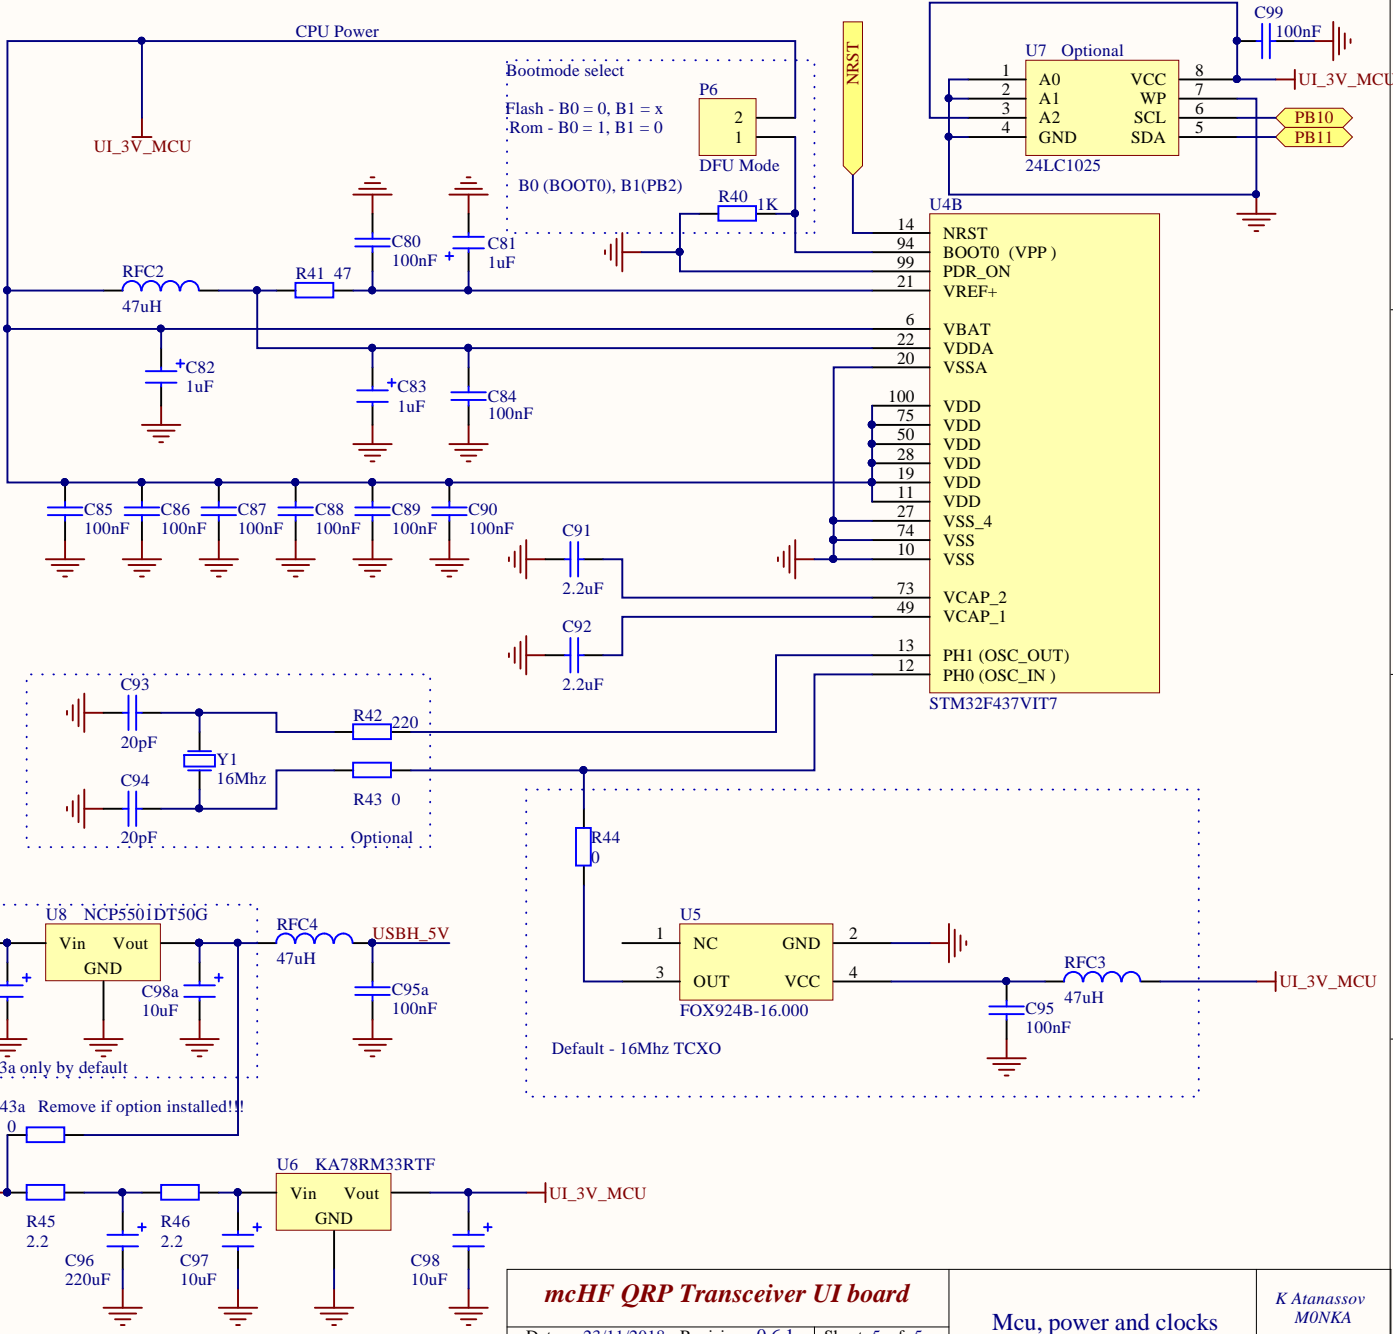 CPU Power
UI_3V_MCU
Bootmode select
Flash - B0 = 0, B1 = x
Rom - B0 = 1, B1 = 0
B0 (BOOT0), B1(PB2)
P6
2
1
DFU Mode
R40 1K
NRST
C99
100nF
U7 Optional
1 A0 VCC 8
2 A1 WP 7
3 A2 SCL 6
4 GND SDA 5
24LC1025
UI_3V_MCU
PB10
PB11
U4B
14 NRST
94 BOOT0 (VPP )
99 PDR_ON
21 VREF+
6 VBAT
22 VDDA
20 VSSA
100 VDD
75 VDD
50 VDD
28 VDD
19 VDD
11 VDD
27 VSS_4
74 VSS
10 VSS
73 VCAP_2
49 VCAP_1
13 PH1 (OSC_OUT)
12 PH0 (OSC_IN )
STM32F437VIT7
C80
100nF
+
C81
1uF
RFC2
47uH
R41 47
+
C82
1uF
+
C83
1uF
C84
100nF
C85
100nF
C86
100nF
C87
100nF
C88
100nF
C89
100nF
C90
100nF
C91
2.2uF
C92
2.2uF
C93
20pF
Y1
16Mhz
C94
20pF
R42 220
R43 0
Optional
R44
0
U5
1 NC GND 2
3 OUT VCC 4
FOX924B-16.000
RFC3
47uH
UI_3V_MCU
C95
100nF
Default - 16Mhz TCXO
U8 NCP5501DT50G
Vin Vout
GND
+
C98a
10uF
+
RFC4
47uH
USBH_5V
C95a
100nF
3a only by default
43a Remove if option installed!!!
0
R45
2.2
+
C96
220uF
R46
2.2
+
C97
10uF
U6 KA78RM33RTF
Vin Vout
GND
UI_3V_MCU
+
C98
10uF
mcHF QRP Transceiver UI board
Mcu, power and clocks
K Atanassov
M0NKA
23/11/2018 Revision 0.6.1 Sheet 5 of 5